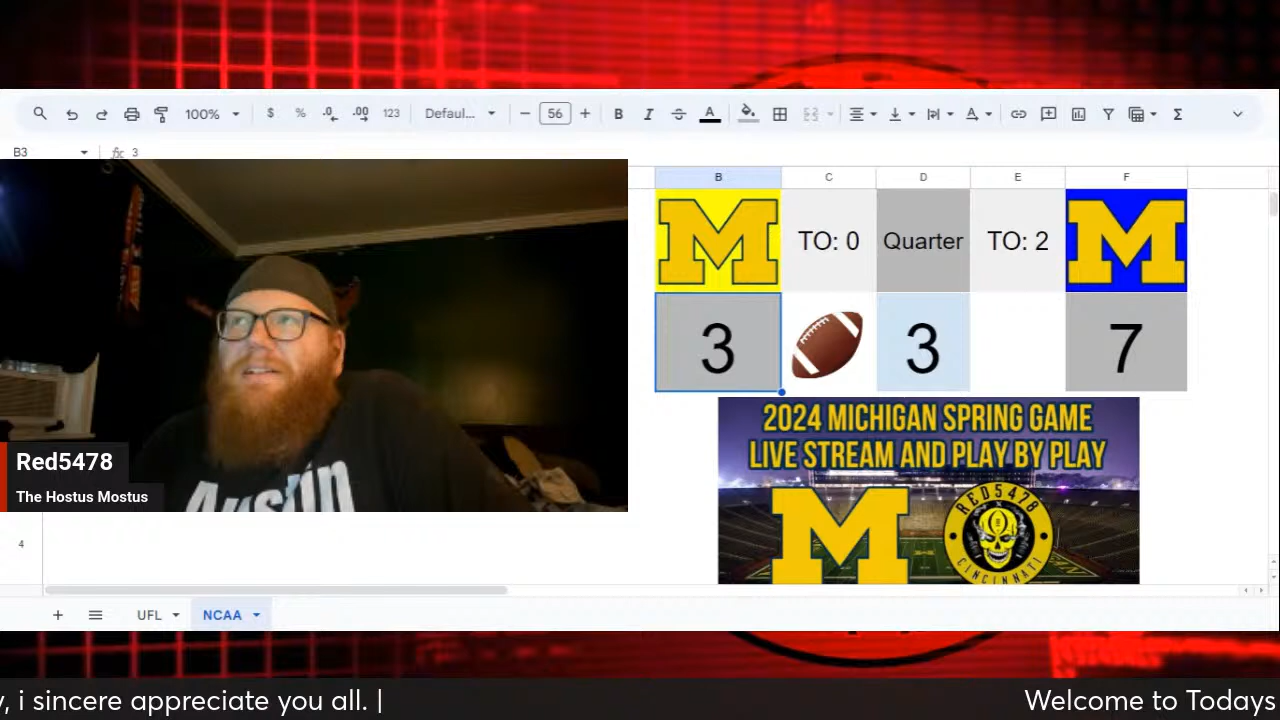 100%
$
%
.0
.00
123
Defaul...
56
B
I
A
Σ
B3
fx 3
B
C
D
E
F
M
TO: 0
Quarter
TO: 2
M
3
3
7
2024 MICHIGAN SPRING GAME
LIVE STREAM AND PLAY BY PLAY
M
RED5478
CINCINNATI
Austin
Red5478
The Hostus Mostus
4
UFL
NCAA
y, i sincere appreciate you all. |
Welcome to Todays